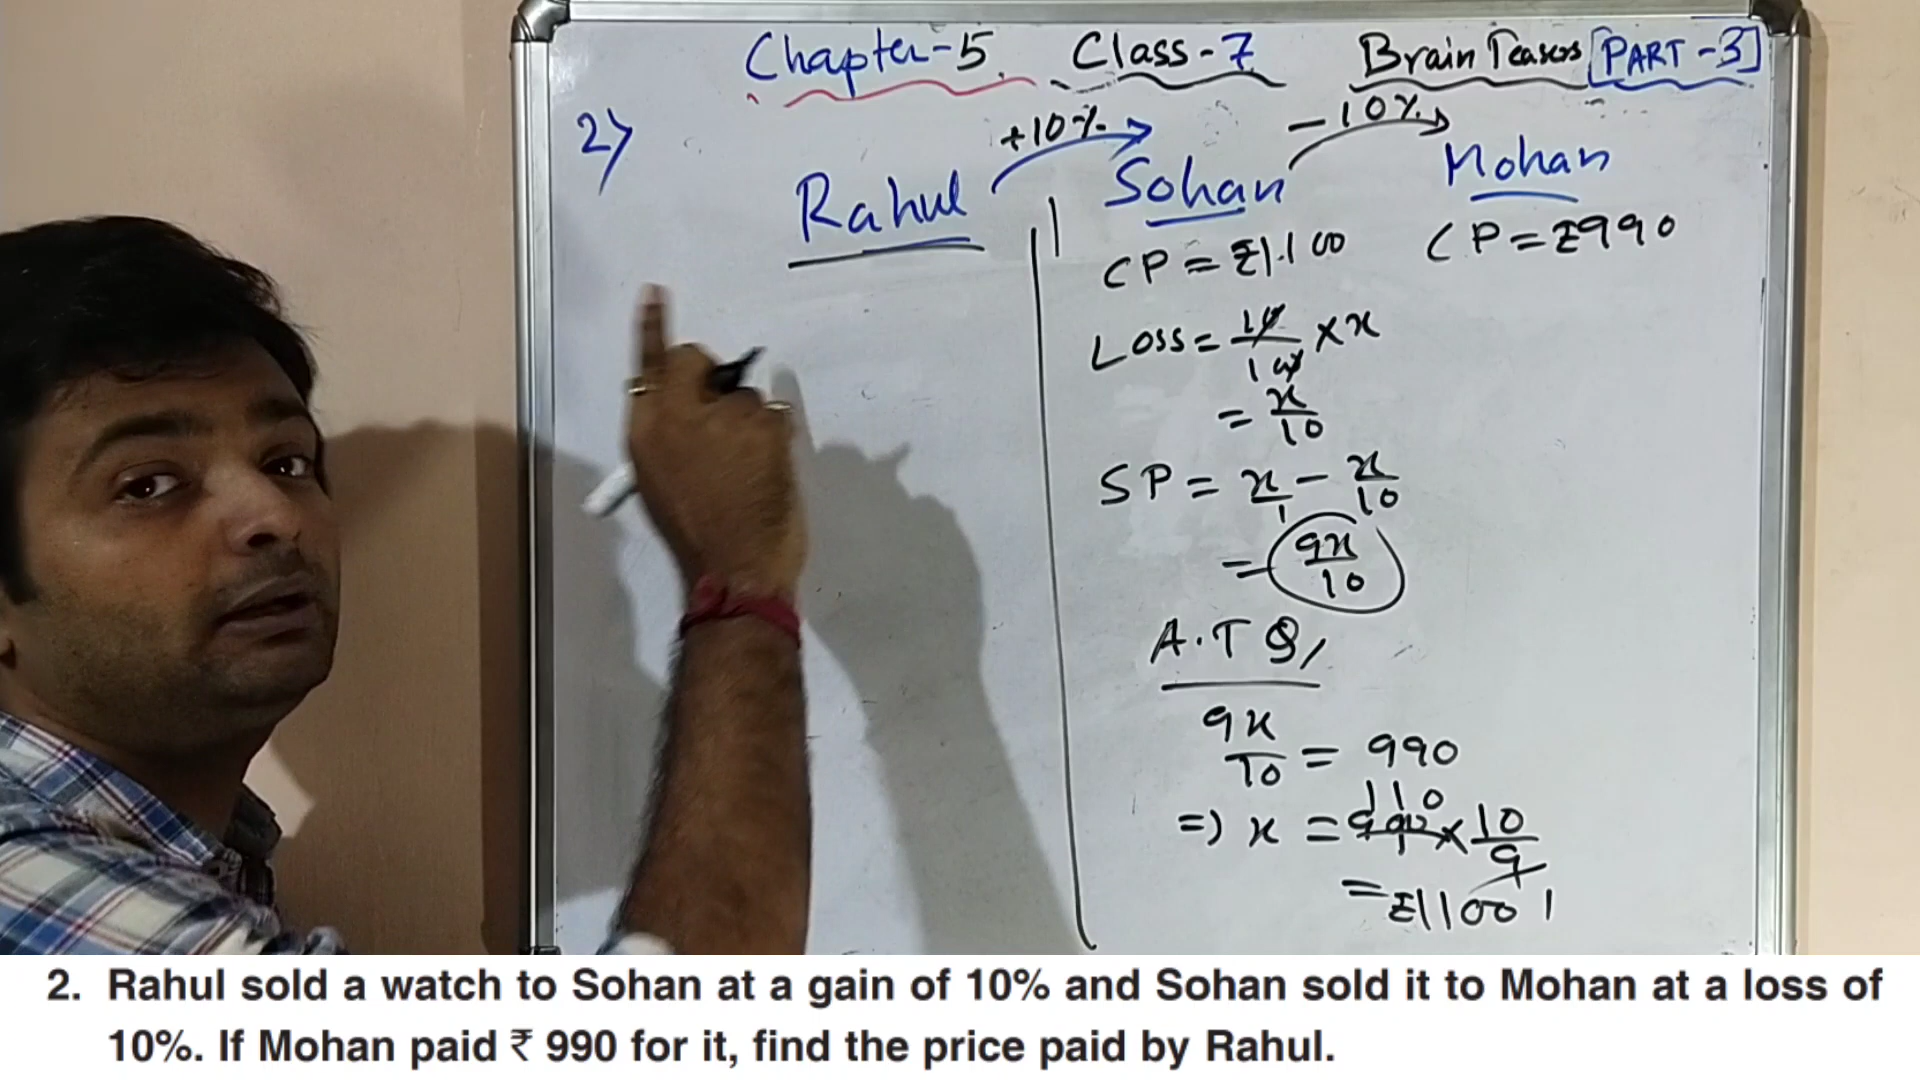 Chapter-5 Class-7 Brain Teasers [PART-3]
2)
+10% -10%
Rahul Sohan Mohan
CP = ₹1100 CP = ₹990
Loss = 10/100 × x
= x/10
SP = x/1 - x/10
= 9x/10
A.T.Q,
9x/10 = 990
110
=) x = 990 × 10/9
= ₹1100
2. Rahul sold a watch to Sohan at a gain of 10% and Sohan sold it to Mohan at a loss of
10%. If Mohan paid ₹ 990 for it, find the price paid by Rahul.